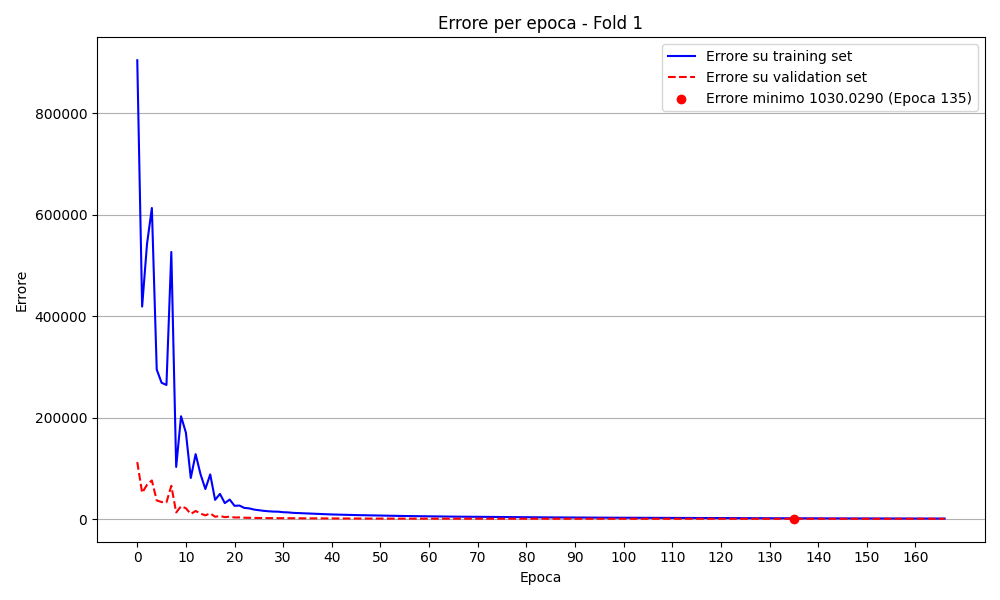 Errore per epoca - Fold 1
Errore su training set
Errore su validation set
Errore minimo 1030.0290 (Epoca 135)
Errore
800000
600000
400000
200000
0
0 10 20 30 40 50 60 70 80 90 100 110 120 130 140 150 160
Epoca